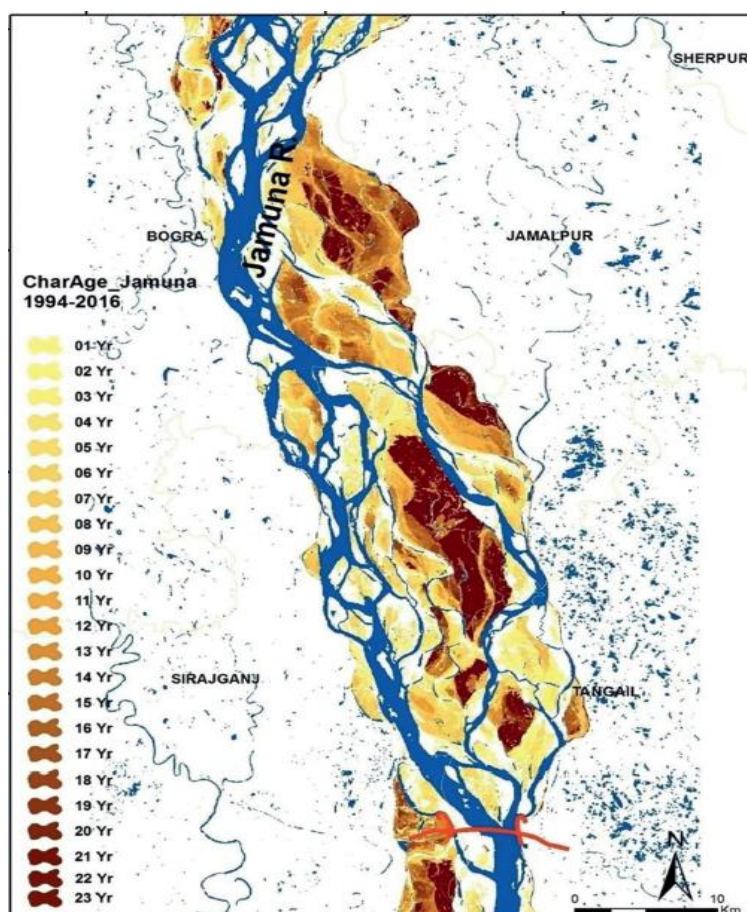 SHERPUR
Jamuna R.
BOGRA
JAMALPUR
CharAge_Jamuna
1994-2016
01 Yr
02 Yr
03 Yr
04 Yr
05 Yr
06 Yr
07 Yr
08 Yr
09 Yr
10 Yr
11 Yr
12 Yr
13 Yr
14 Yr
15 Yr
16 Yr
17 Yr
18 Yr
19 Yr
20 Yr
21 Yr
22 Yr
23 Yr
SIRAJGANJ
TANGAIL
N
0 10
Km